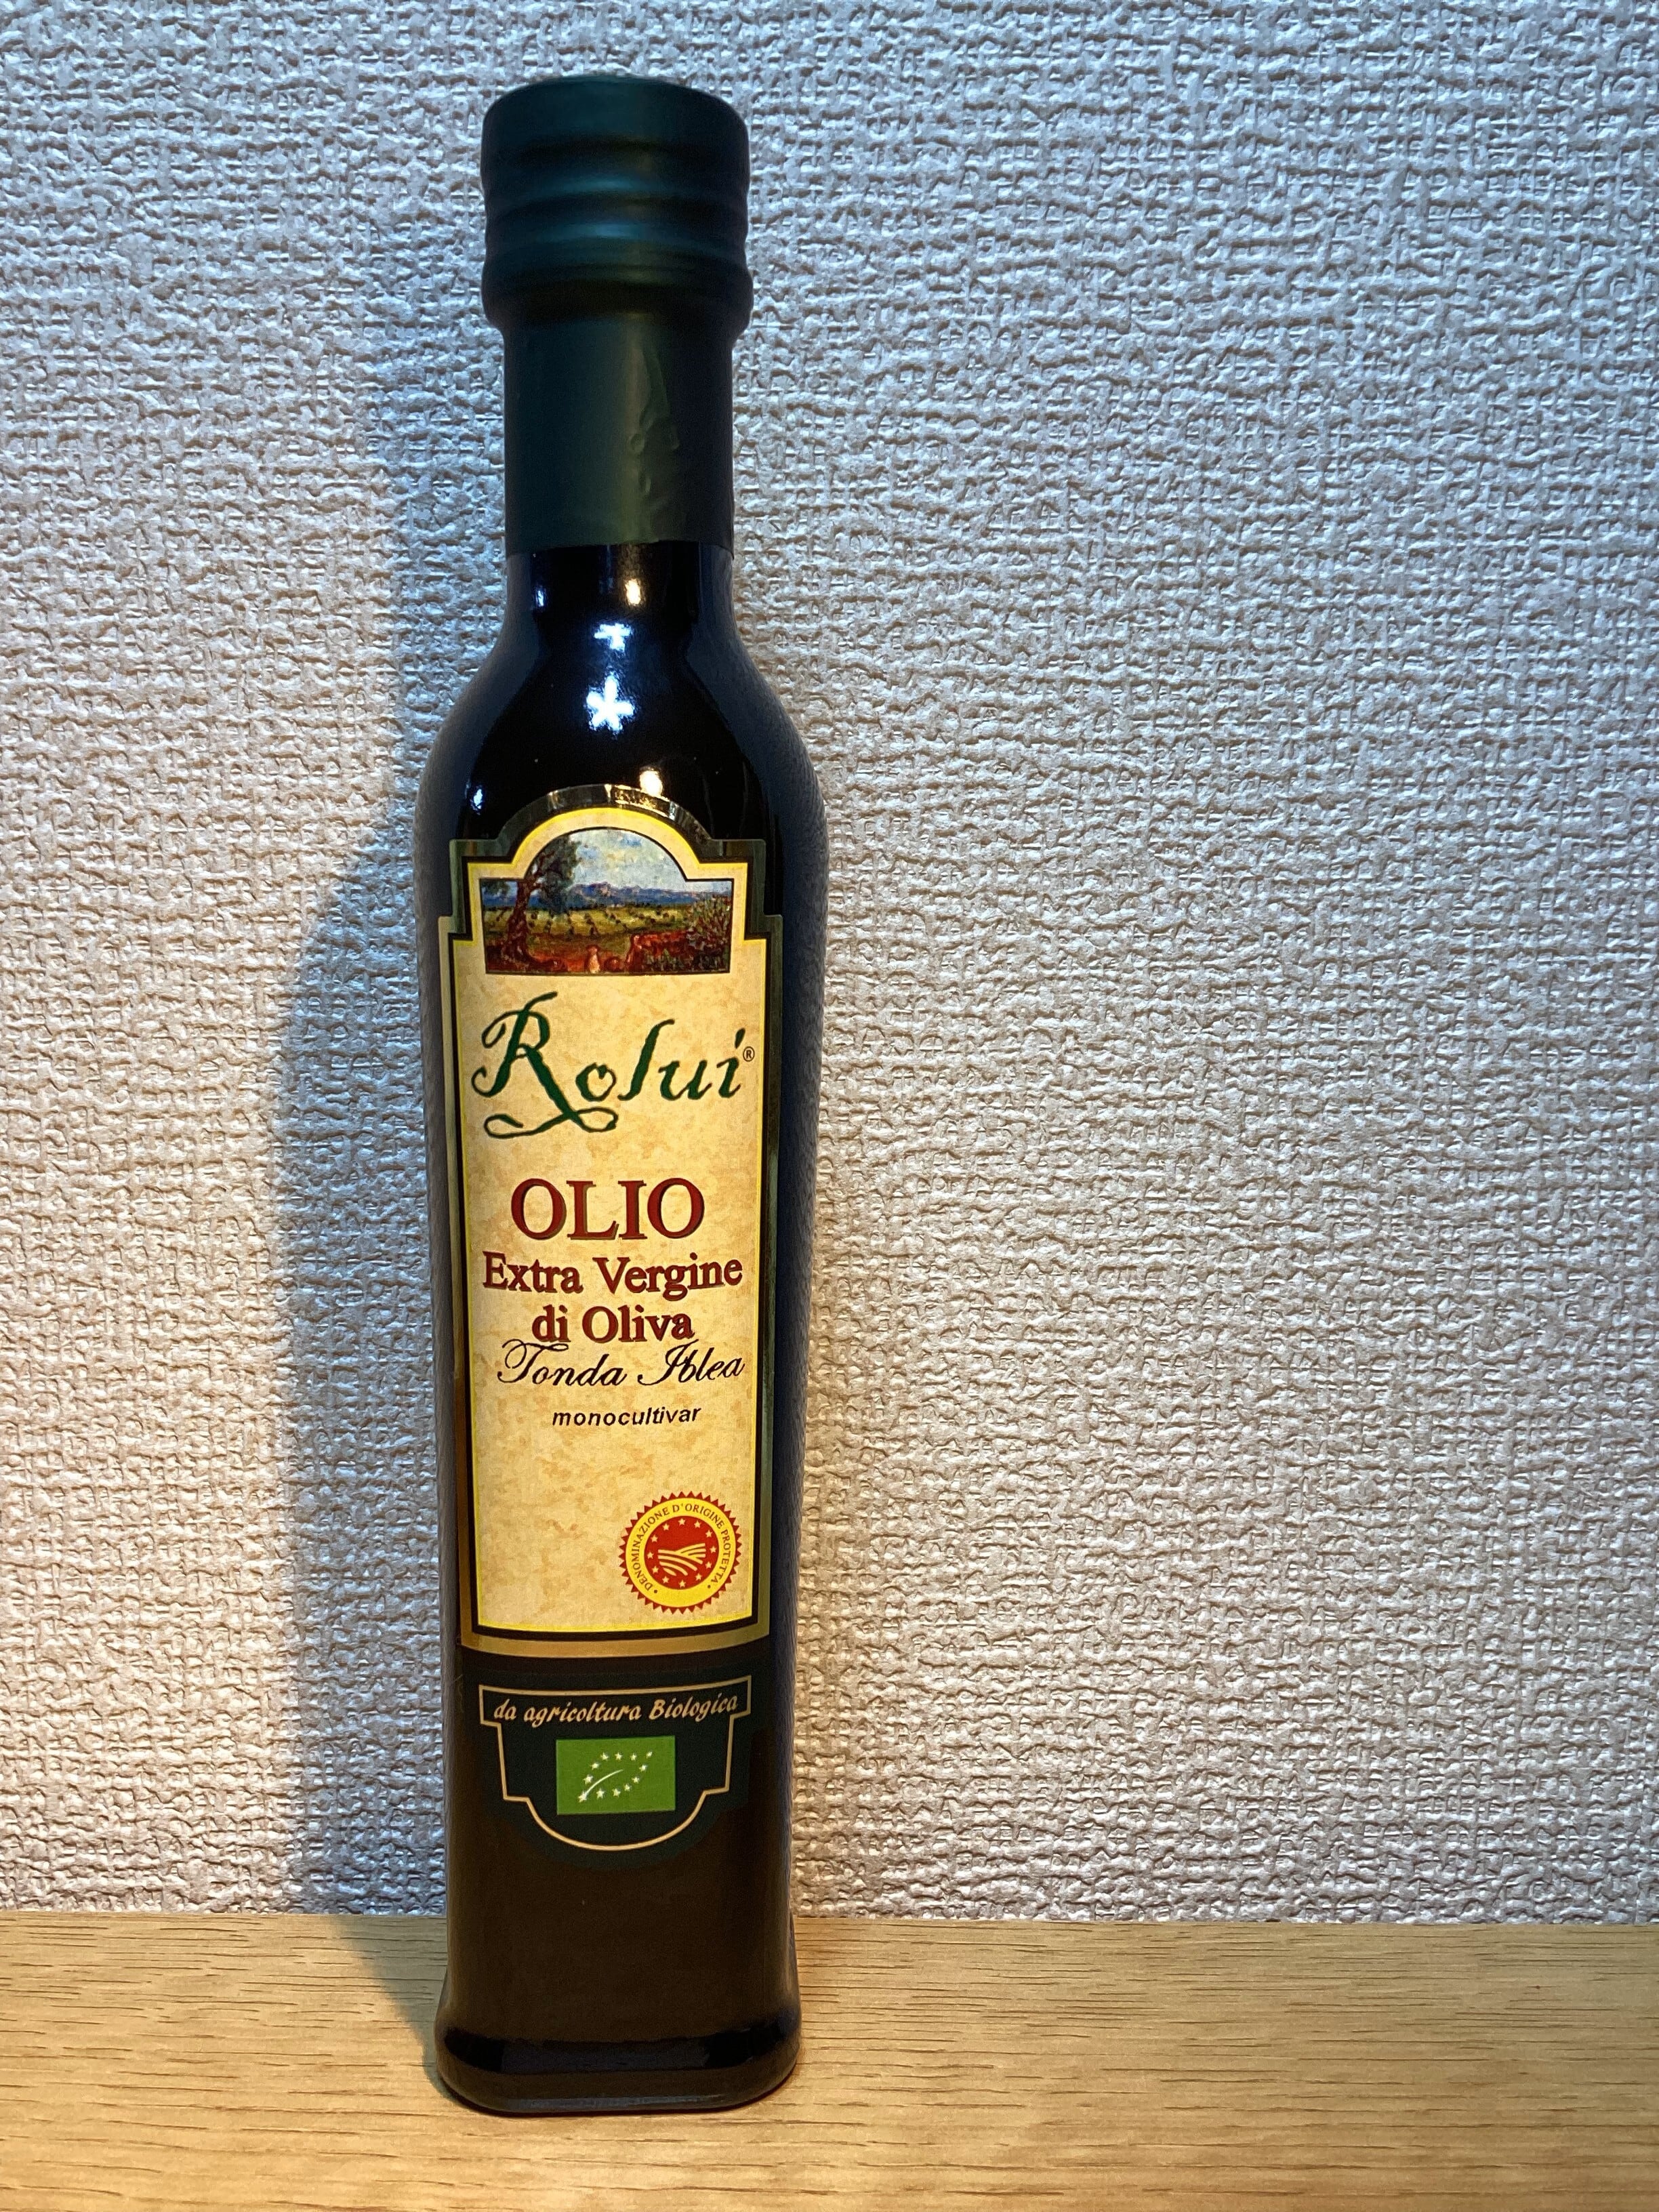 Rolui®
OLIO
Extra Vergine
di Oliva
Tonda Iblea
monocultivar
DENOMINAZIONE D'ORIGINE PROTETTA
da agricoltura Biologica